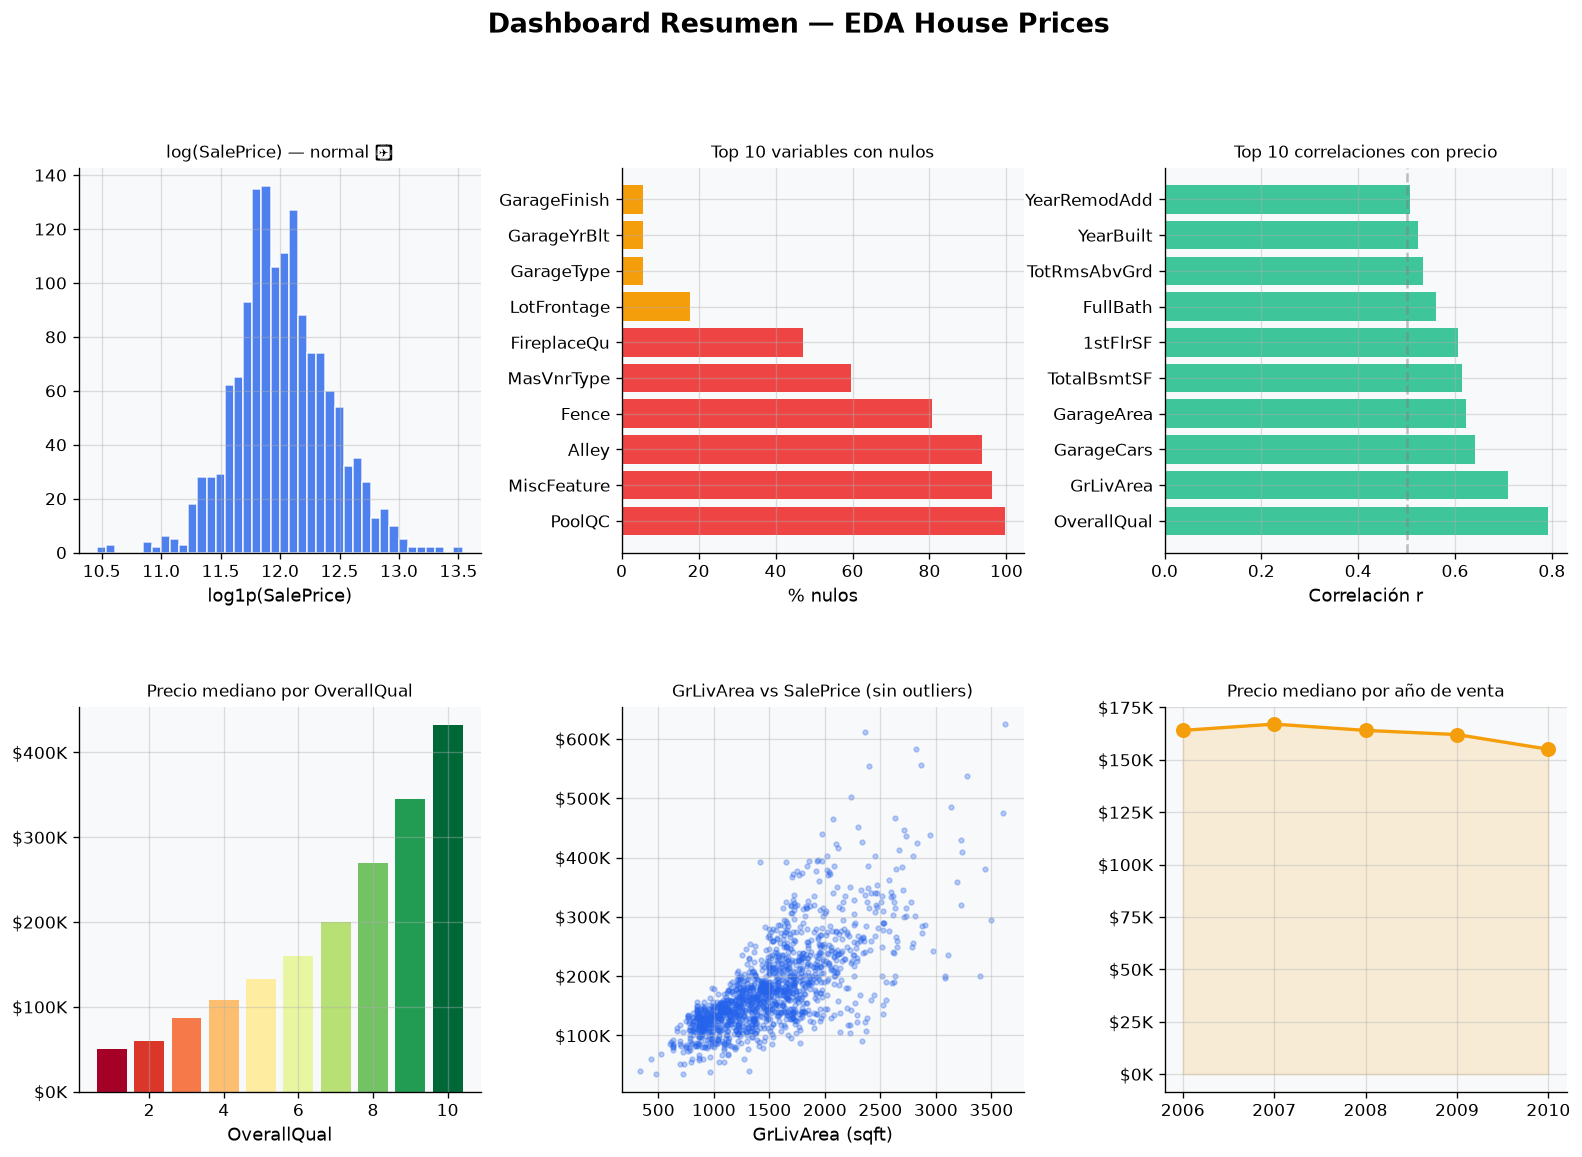 Dashboard Resumen — EDA House Prices
log(SalePrice) — normal
140
120
100
80
60
40
20
0
10.5 11.0 11.5 12.0 12.5 13.0 13.5
log1p(SalePrice)
Top 10 variables con nulos
GarageFinish
GarageYrBlt
GarageType
LotFrontage
FireplaceQu
MasVnrType
Fence
Alley
MiscFeature
PoolQC
0 20 40 60 80 100
% nulos
Top 10 correlaciones con precio
YearRemodAdd
YearBuilt
TotRmsAbvGrd
FullBath
1stFlrSF
TotalBsmtSF
GarageArea
GarageCars
GrLivArea
OverallQual
0.0 0.2 0.4 0.6 0.8
Correlación r
Precio mediano por OverallQual
$400K
$300K
$200K
$100K
$0K
2 4 6 8 10
OverallQual
GrLivArea vs SalePrice (sin outliers)
$600K
$500K
$400K
$300K
$200K
$100K
500 1000 1500 2000 2500 3000 3500
GrLivArea (sqft)
Precio mediano por año de venta
$175K
$150K
$125K
$100K
$75K
$50K
$25K
$0K
2006 2007 2008 2009 2010